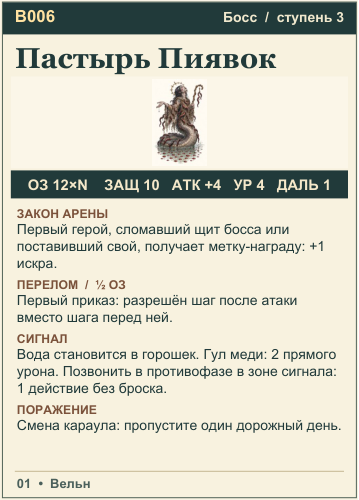 B006
Босс / ступень 3
Пастырь Пиявок
ОЗ 12×N ЗАЩ 10 АТК +4 УР 4 ДАЛЬ 1
ЗАКОН АРЕНЫ
Первый герой, сломавший щит босса или
поставивший свой, получает метку-награду: +1
искра.
ПЕРЕЛОМ / ½ ОЗ
Первый приказ: разрешён шаг после атаки
вместо шага перед ней.
СИГНАЛ
Вода становится в горошек. Гул меди: 2 прямого
урона. Позвонить в противофазе в зоне сигнала:
1 действие без броска.
ПОРАЖЕНИЕ
Смена караула: пропустите один дорожный день.
01 • Вельн